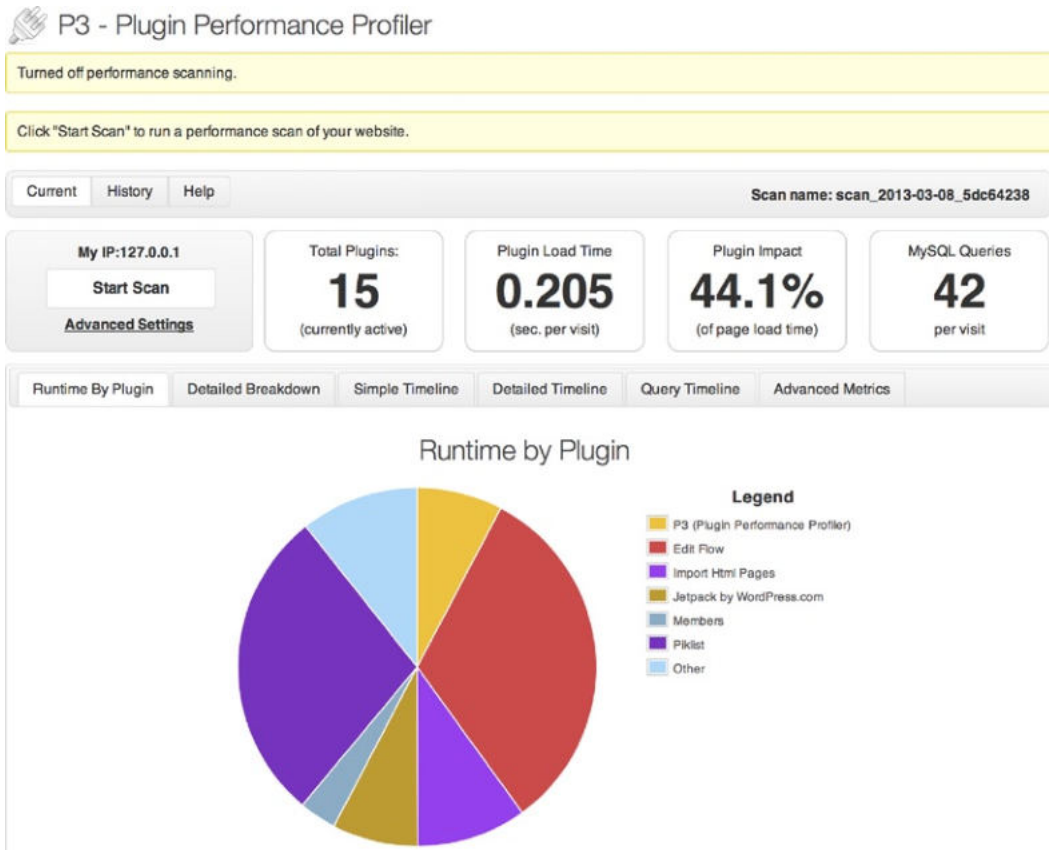 P3 - Plugin Performance Profiler
Turned off performance scanning.
Click "Start Scan" to run a performance scan of your website.
Current History Help Scan name: scan_2013-03-08_5dc64238
My IP:127.0.0.1
Start Scan
Advanced Settings
Total Plugins:
15
(currently active)
Plugin Load Time
0.205
(sec. per visit)
Plugin Impact
44.1%
(of page load time)
MySQL Queries
42
per visit
Runtime By Plugin Detailed Breakdown Simple Timeline Detailed Timeline Query Timeline Advanced Metrics
Runtime by Plugin
Legend
P3 (Plugin Performance Profiler)
Edit Flow
Import Html Pages
Jetpack by WordPress.com
Members
Piklist
Other